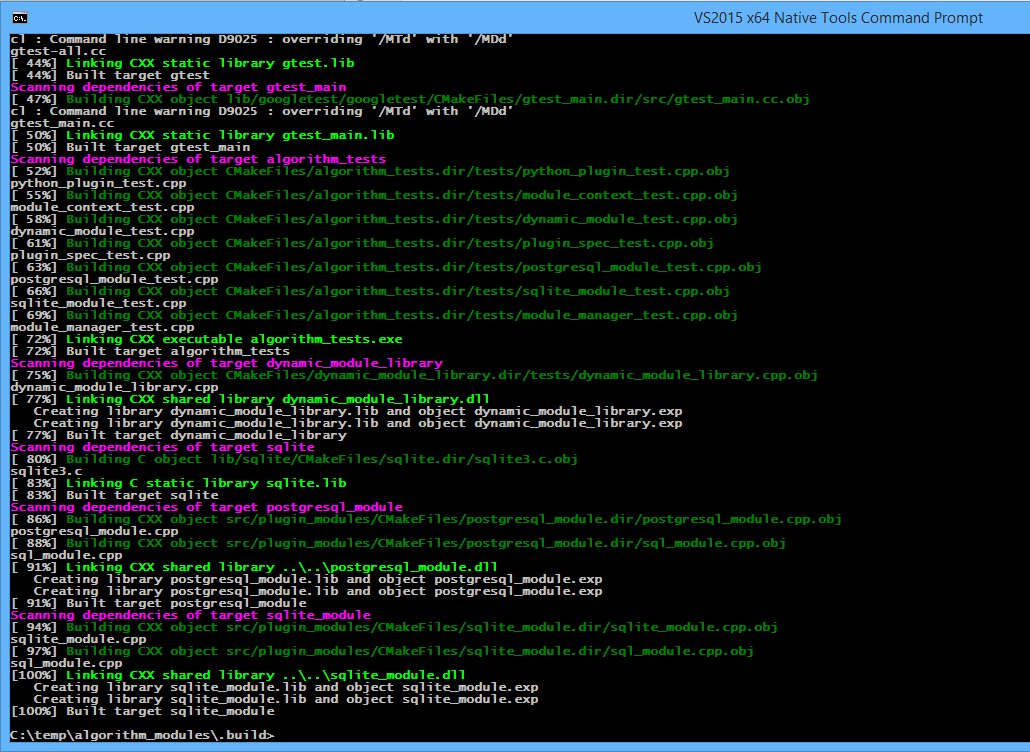 VS2015 x64 Native Tools Command Prompt
cl : Command line warning D9025 : overriding '/MTd' with '/MDd'
gtest-all.cc
[ 44%] Linking CXX static library gtest.lib
[ 44%] Built target gtest
Scanning dependencies of target gtest_main
[ 47%] Building CXX object lib/googletest/googletest/CMakeFiles/gtest_main.dir/src/gtest_main.cc.obj
cl : Command line warning D9025 : overriding '/MTd' with '/MDd'
gtest_main.cc
[ 50%] Linking CXX static library gtest_main.lib
[ 50%] Built target gtest_main
Scanning dependencies of target algorithm_tests
[ 52%] Building CXX object CMakeFiles/algorithm_tests.dir/tests/python_plugin_test.cpp.obj
python_plugin_test.cpp
[ 55%] Building CXX object CMakeFiles/algorithm_tests.dir/tests/module_context_test.cpp.obj
module_context_test.cpp
[ 58%] Building CXX object CMakeFiles/algorithm_tests.dir/tests/dynamic_module_test.cpp.obj
dynamic_module_test.cpp
[ 61%] Building CXX object CMakeFiles/algorithm_tests.dir/tests/plugin_spec_test.cpp.obj
plugin_spec_test.cpp
[ 63%] Building CXX object CMakeFiles/algorithm_tests.dir/tests/postgresql_module_test.cpp.obj
postgresql_module_test.cpp
[ 66%] Building CXX object CMakeFiles/algorithm_tests.dir/tests/sqlite_module_test.cpp.obj
sqlite_module_test.cpp
[ 69%] Building CXX object CMakeFiles/algorithm_tests.dir/tests/module_manager_test.cpp.obj
module_manager_test.cpp
[ 72%] Linking CXX executable algorithm_tests.exe
[ 72%] Built target algorithm_tests
Scanning dependencies of target dynamic_module_library
[ 75%] Building CXX object CMakeFiles/dynamic_module_library.dir/tests/dynamic_module_library.cpp.obj
dynamic_module_library.cpp
[ 77%] Linking CXX shared library dynamic_module_library.dll
   Creating library dynamic_module_library.lib and object dynamic_module_library.exp
   Creating library dynamic_module_library.lib and object dynamic_module_library.exp
[ 77%] Built target dynamic_module_library
Scanning dependencies of target sqlite
[ 80%] Building C object lib/sqlite/CMakeFiles/sqlite.dir/sqlite3.c.obj
sqlite3.c
[ 83%] Linking C static library sqlite.lib
[ 83%] Built target sqlite
Scanning dependencies of target postgresql_module
[ 86%] Building CXX object src/plugin_modules/CMakeFiles/postgresql_module.dir/postgresql_module.cpp.obj
postgresql_module.cpp
[ 88%] Building CXX object src/plugin_modules/CMakeFiles/postgresql_module.dir/sql_module.cpp.obj
sql_module.cpp
[ 91%] Linking CXX shared library ..\..\postgresql_module.dll
   Creating library postgresql_module.lib and object postgresql_module.exp
   Creating library postgresql_module.lib and object postgresql_module.exp
[ 91%] Built target postgresql_module
Scanning dependencies of target sqlite_module
[ 94%] Building CXX object src/plugin_modules/CMakeFiles/sqlite_module.dir/sqlite_module.cpp.obj
sqlite_module.cpp
[ 97%] Building CXX object src/plugin_modules/CMakeFiles/sqlite_module.dir/sql_module.cpp.obj
sql_module.cpp
[100%] Linking CXX shared library ..\..\sqlite_module.dll
   Creating library sqlite_module.lib and object sqlite_module.exp
   Creating library sqlite_module.lib and object sqlite_module.exp
[100%] Built target sqlite_module
C:\temp\algorithm_modules\.build>